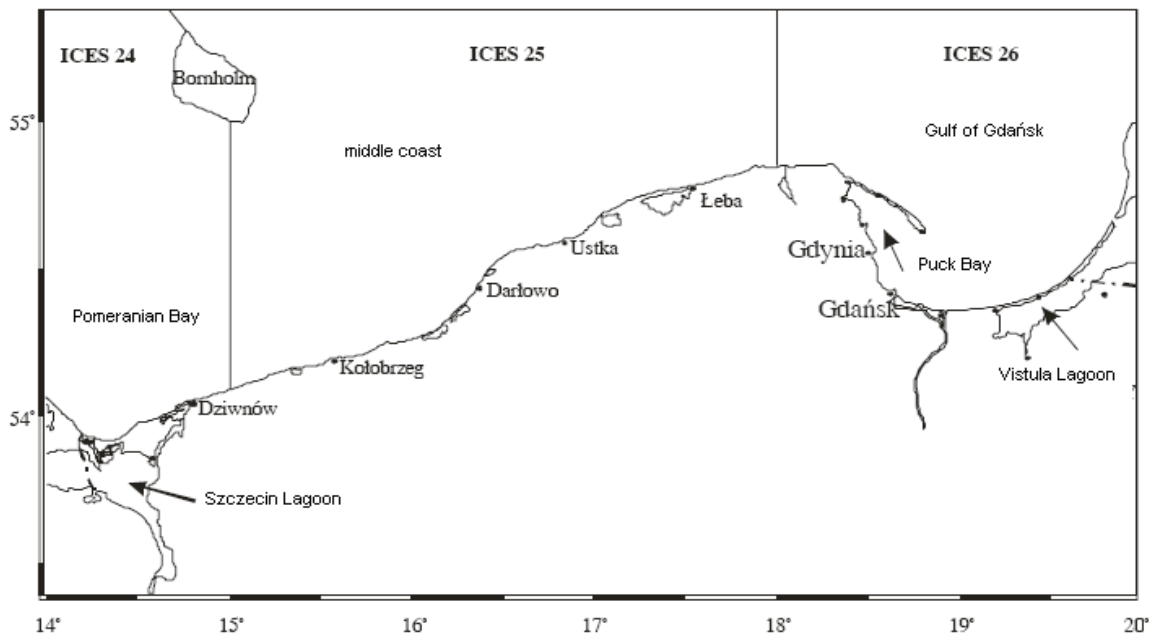 ICES 24
ICES 25
ICES 26
Bornholm
55°
Gulf of Gdańsk
middle coast
Łeba
Ustka
Gdynia
Puck Bay
Darłowo
Gdańsk
Pomeranian Bay
Kołobrzeg
Vistula Lagoon
Dziwnów
54°
Szczecin Lagoon
14°
15°
16°
17°
18°
19°
20°